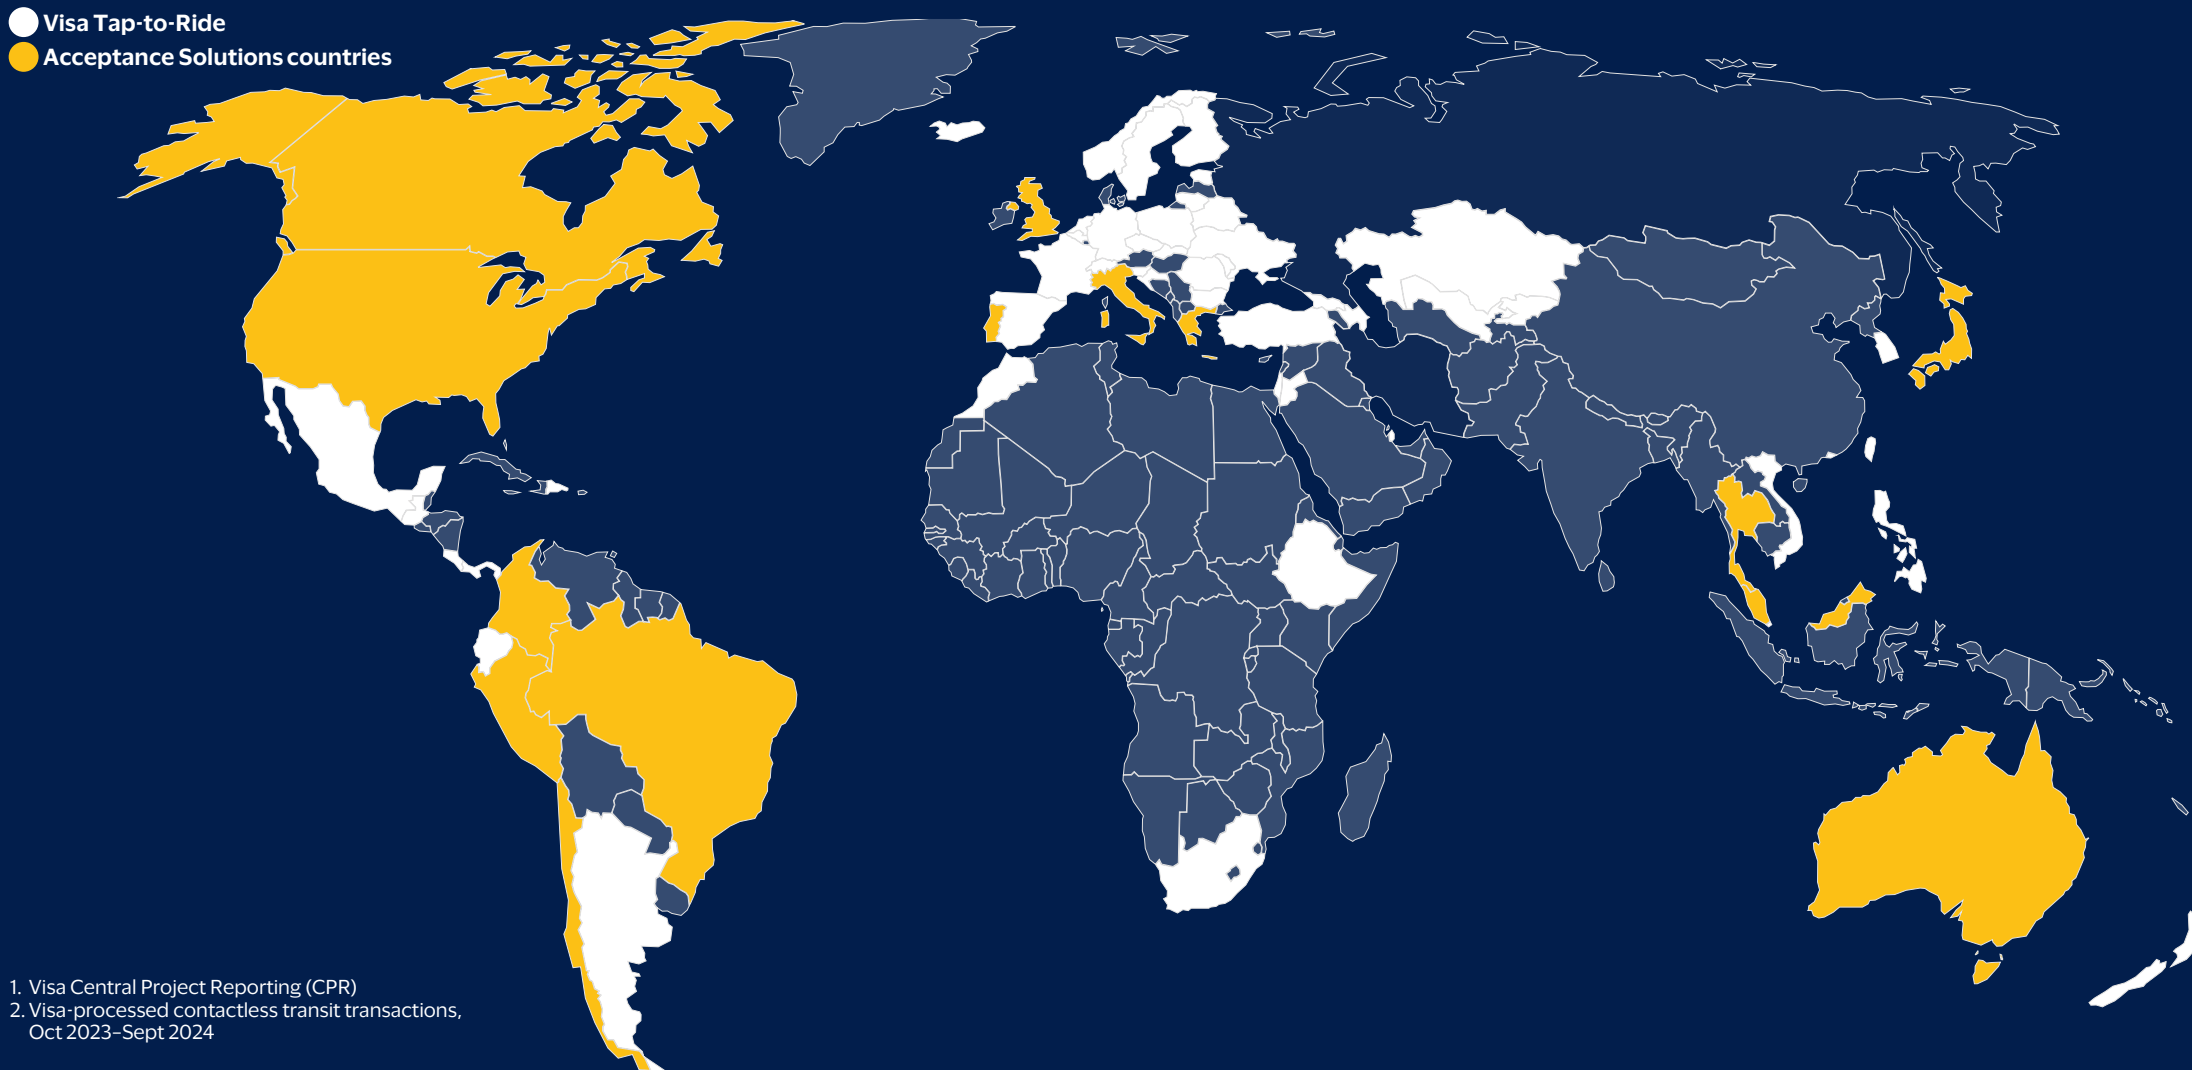 Visa Tap-to-Ride
Acceptance Solutions countries
1. Visa Central Project Reporting (CPR)
2. Visa-processed contactless transit transactions,
Oct 2023–Sept 2024